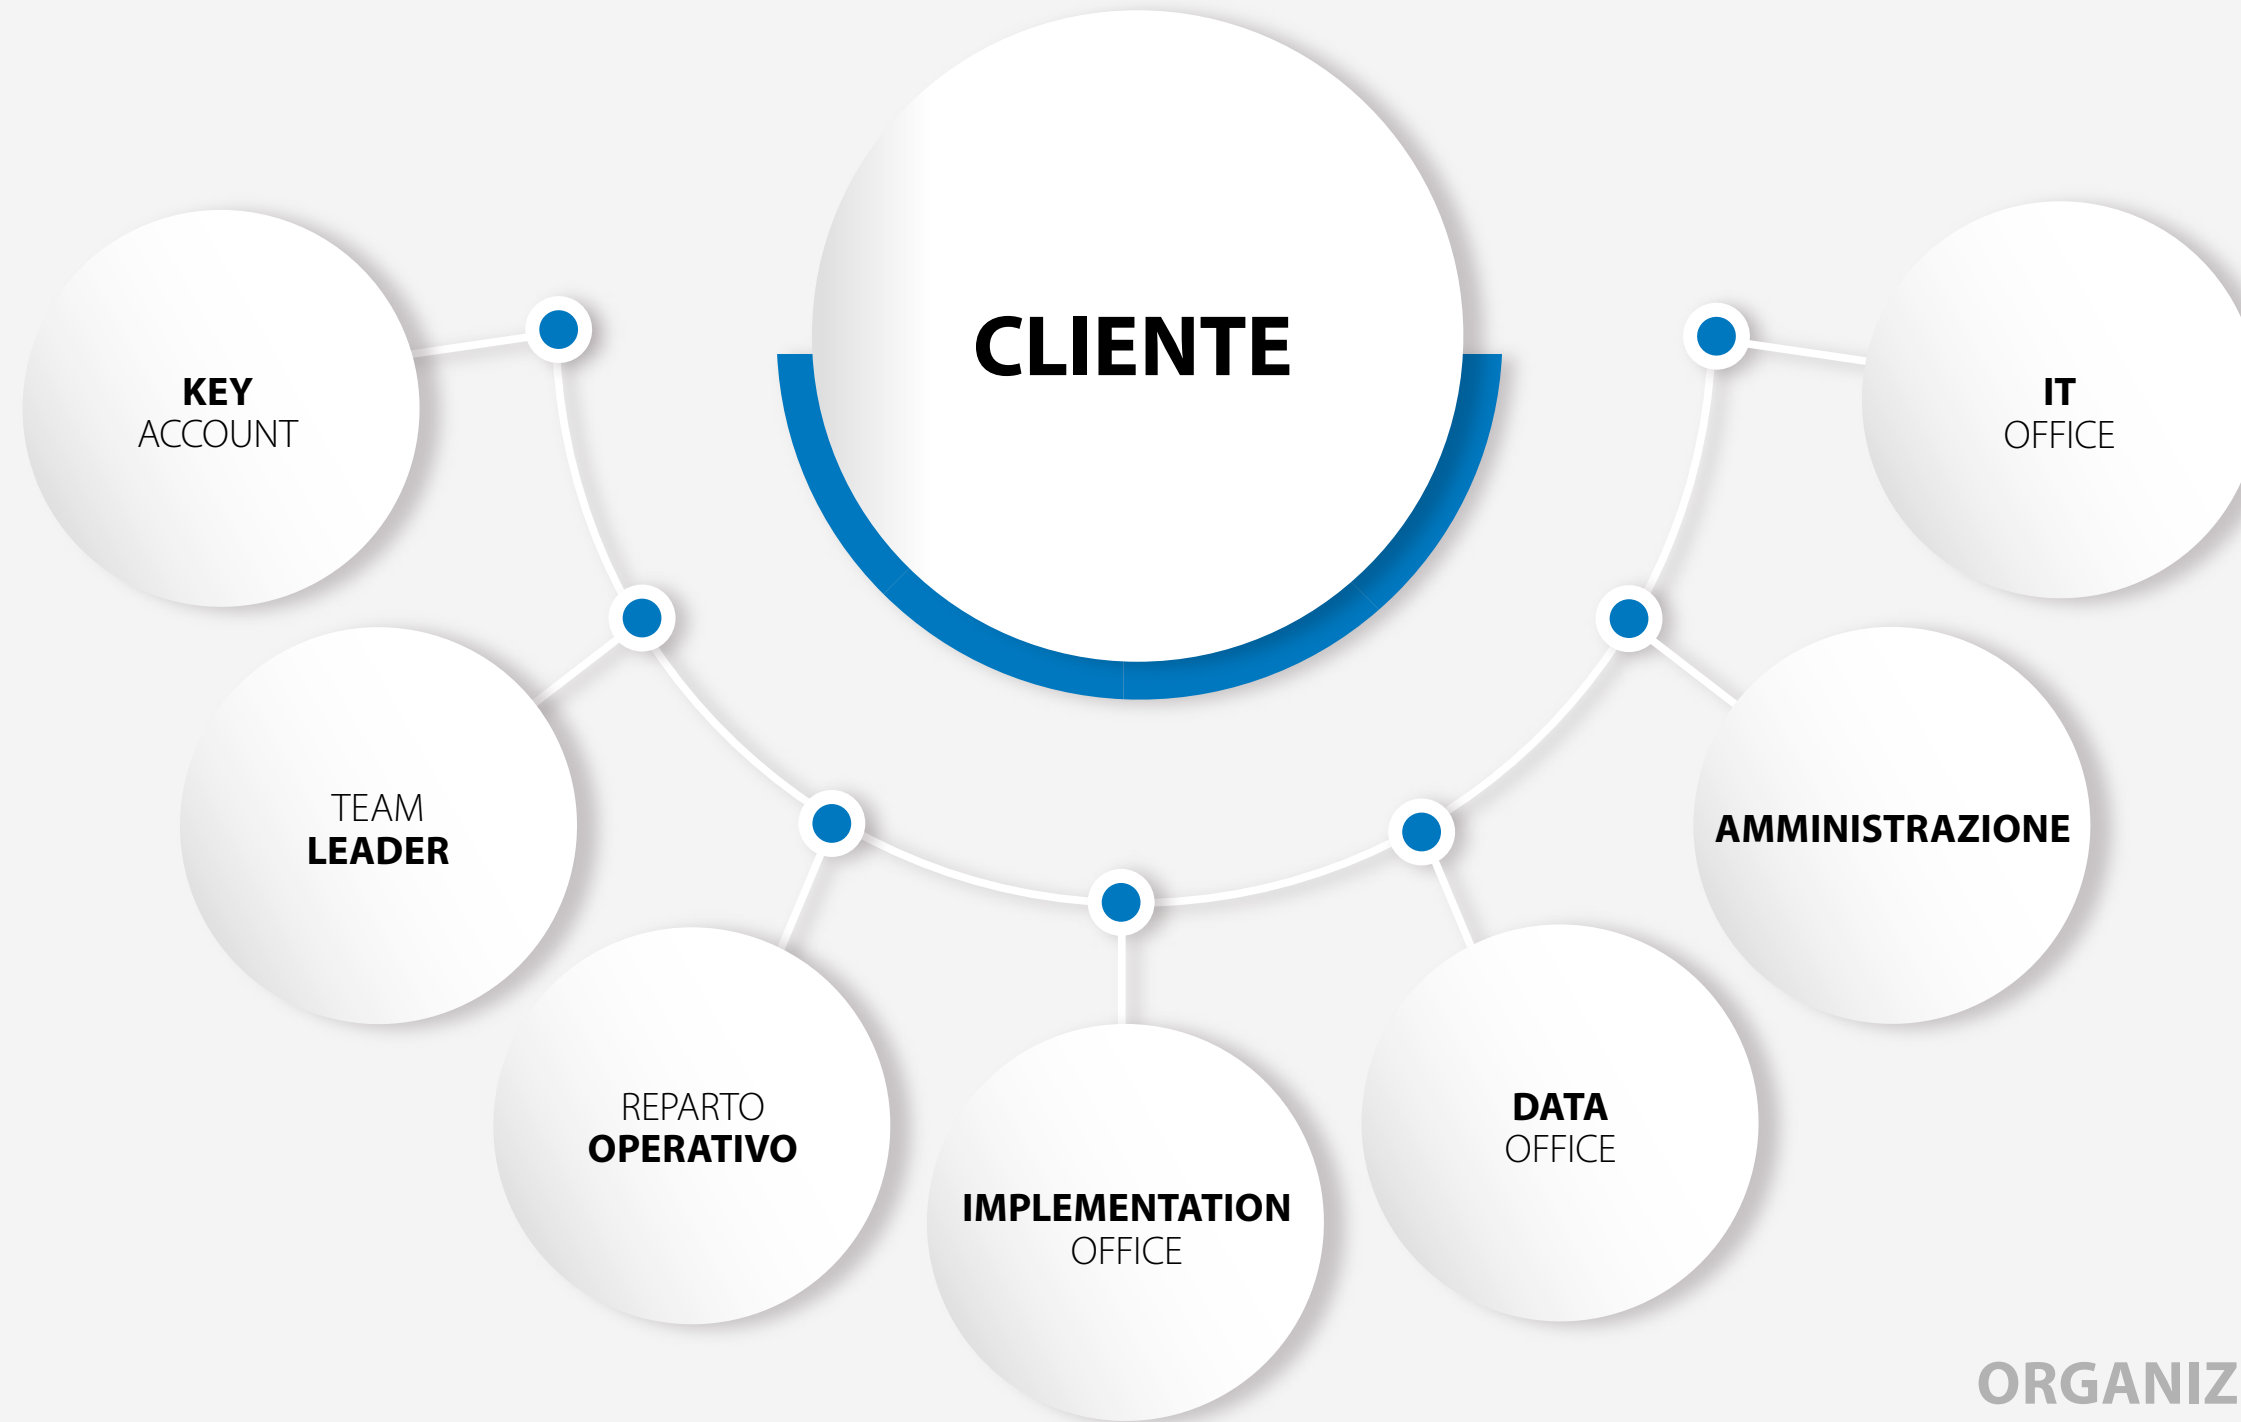 CLIENTE
KEY
ACCOUNT
TEAM
LEADER
REPARTO
OPERATIVO
IMPLEMENTATION
OFFICE
DATA
OFFICE
AMMINISTRAZIONE
IT
OFFICE
ORGANIZ